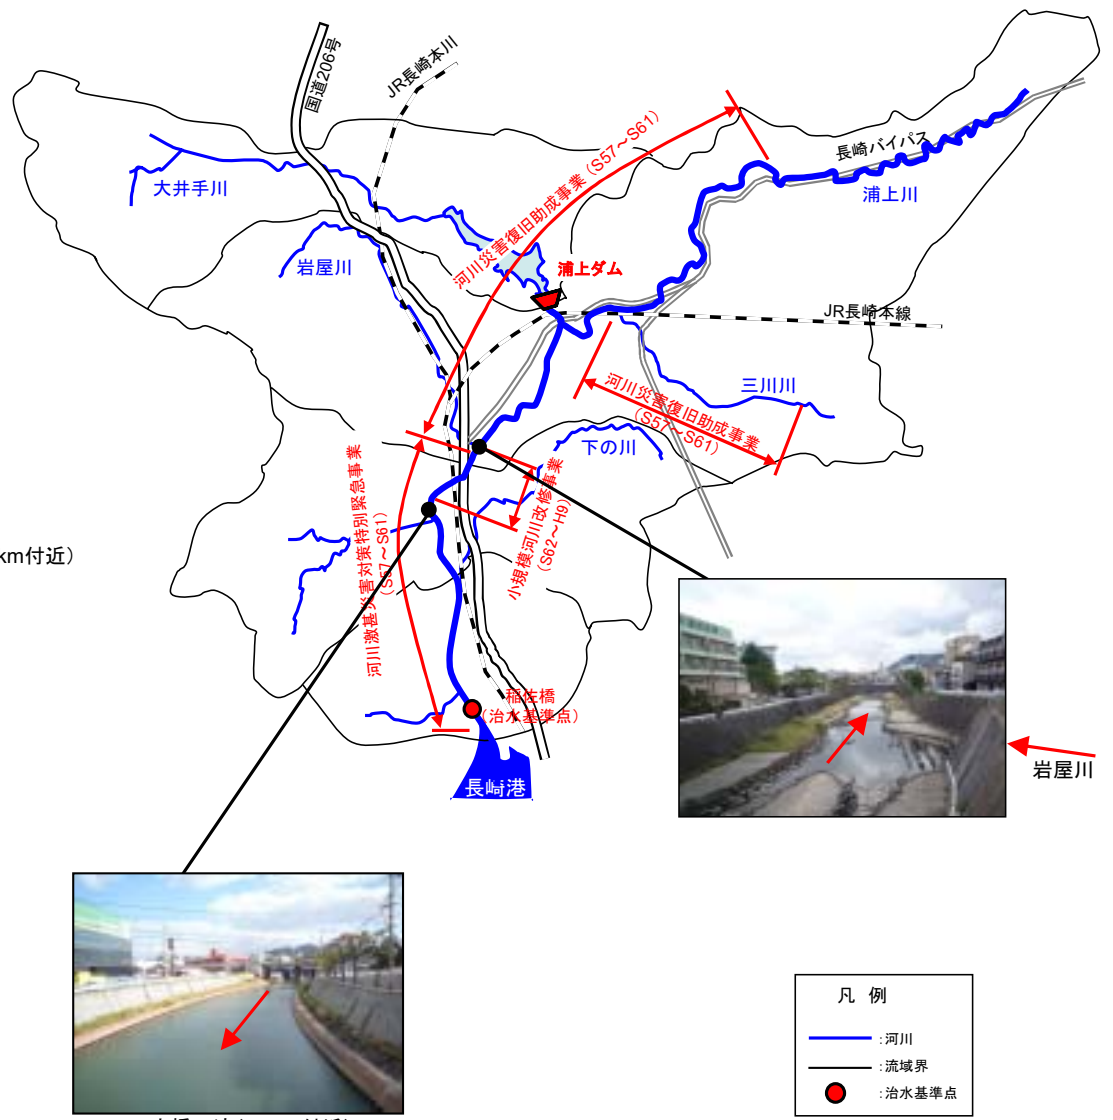 国道206号
JR長崎本川
河川災害復旧助成事業(S57～S61)
長崎バイパス
大井手川
浦上川
岩屋川
浦上ダム
JR長崎本線
三川川
河川災害復旧助成事業
(S57～S61)
下の川
河川激甚災害対策特別緊急事業
(S57～S61)
小規模河川改修事業
(S62～H9)
km付近）
稲佐橋
（治水基準点）
長崎港
岩屋川
凡 例
:河川
:流域界
:治水基準点